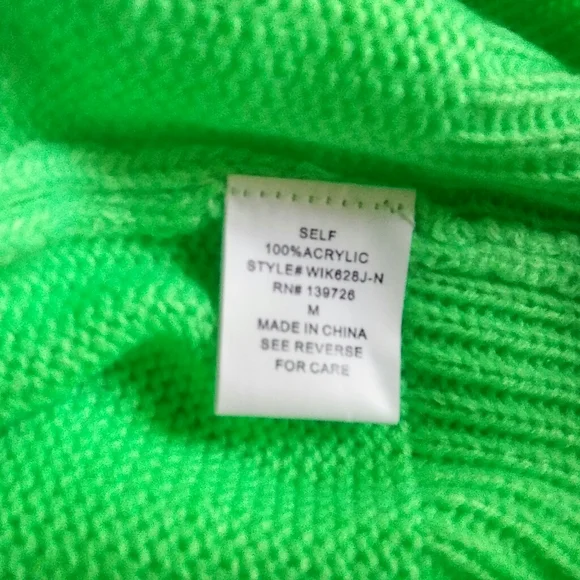 SELF
100%ACRYLIC
STYLE# WIK628J-N
RN# 139726
M
MADE IN CHINA
SEE REVERSE
FOR CARE